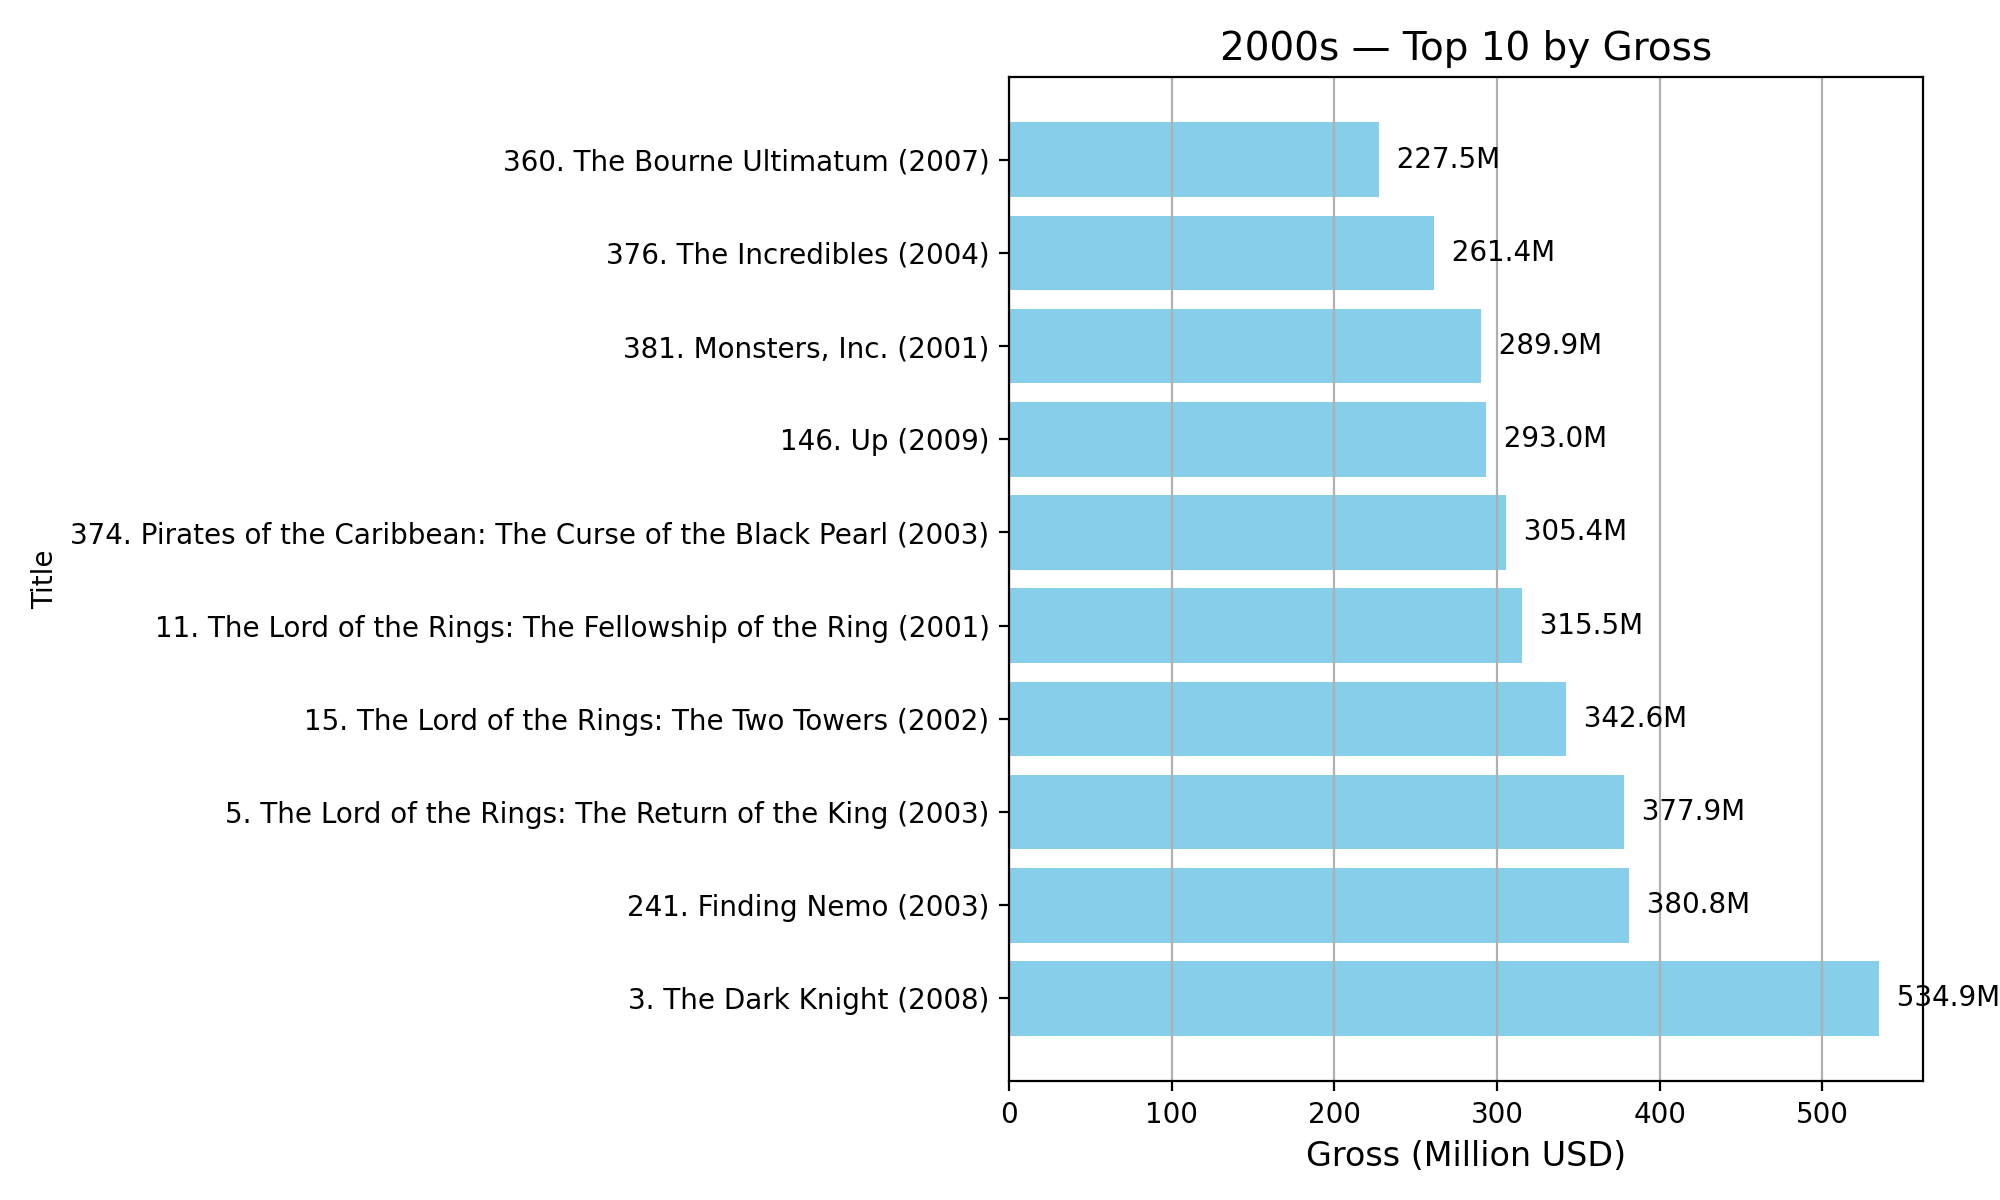 2000s — Top 10 by Gross
360. The Bourne Ultimatum (2007) 227.5M
376. The Incredibles (2004) 261.4M
381. Monsters, Inc. (2001) 289.9M
146. Up (2009) 293.0M
374. Pirates of the Caribbean: The Curse of the Black Pearl (2003) 305.4M
Title
11. The Lord of the Rings: The Fellowship of the Ring (2001) 315.5M
15. The Lord of the Rings: The Two Towers (2002) 342.6M
5. The Lord of the Rings: The Return of the King (2003) 377.9M
241. Finding Nemo (2003) 380.8M
3. The Dark Knight (2008) 534.9M
0 100 200 300 400 500
Gross (Million USD)